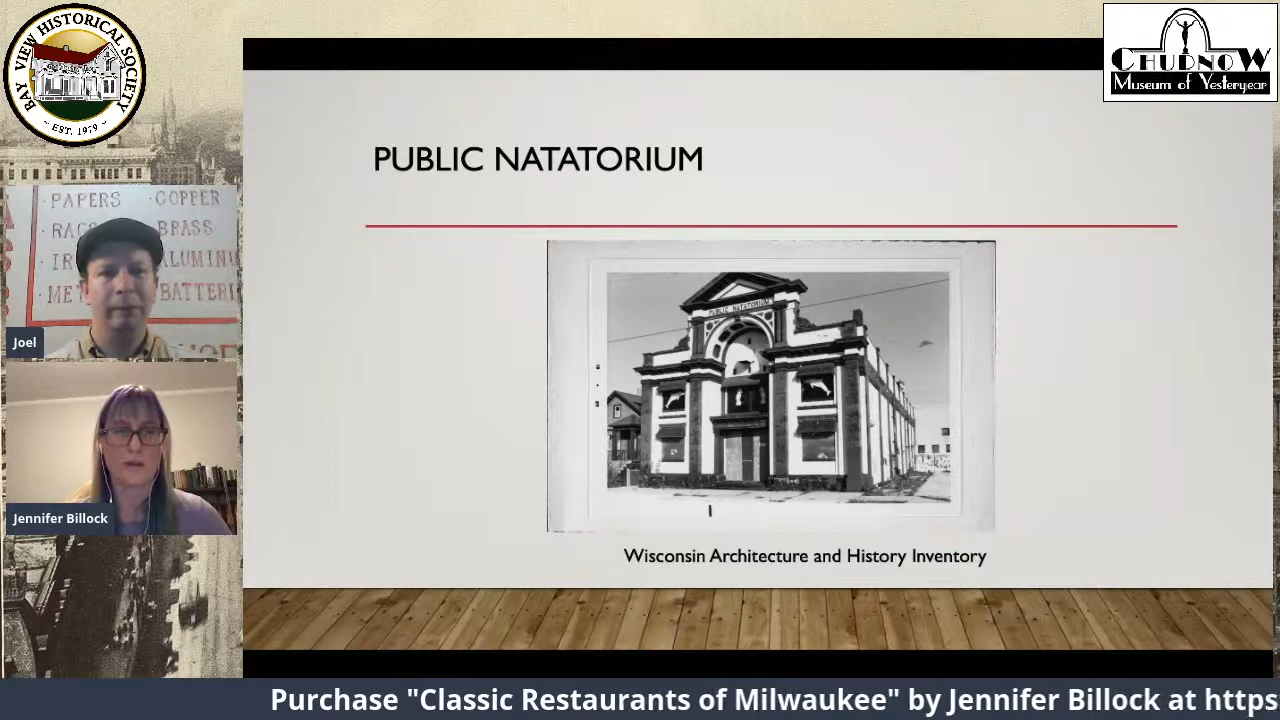 BAY VIEW HISTORICAL SOCIETY
~ EST. 1979 ~
CHUDNOW
Museum of Yesteryear
PUBLIC NATATORIUM
· PAPERS · COPPER
BRASS
Joel
PUBLIC NATATORIUM
Jennifer Billock
Wisconsin Architecture and History Inventory
Purchase "Classic Restaurants of Milwaukee" by Jennifer Billock at https